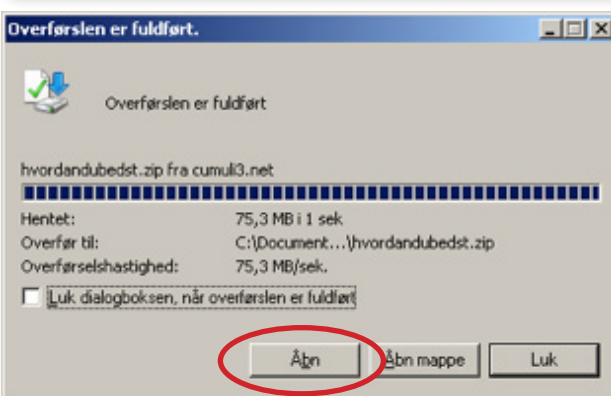 Overførslen er fuldført.
Overførslen er fuldført
hvordandubedst.zip fra cumuli3.net
Hentet: 75,3 MB i 1 sek
Overfør til: C:\Document...\hvordandubedst.zip
Overførselshastighed: 75,3 MB/sek.
Luk dialogboksen, når overførslen er fuldført
Åbn Åbn mappe Luk